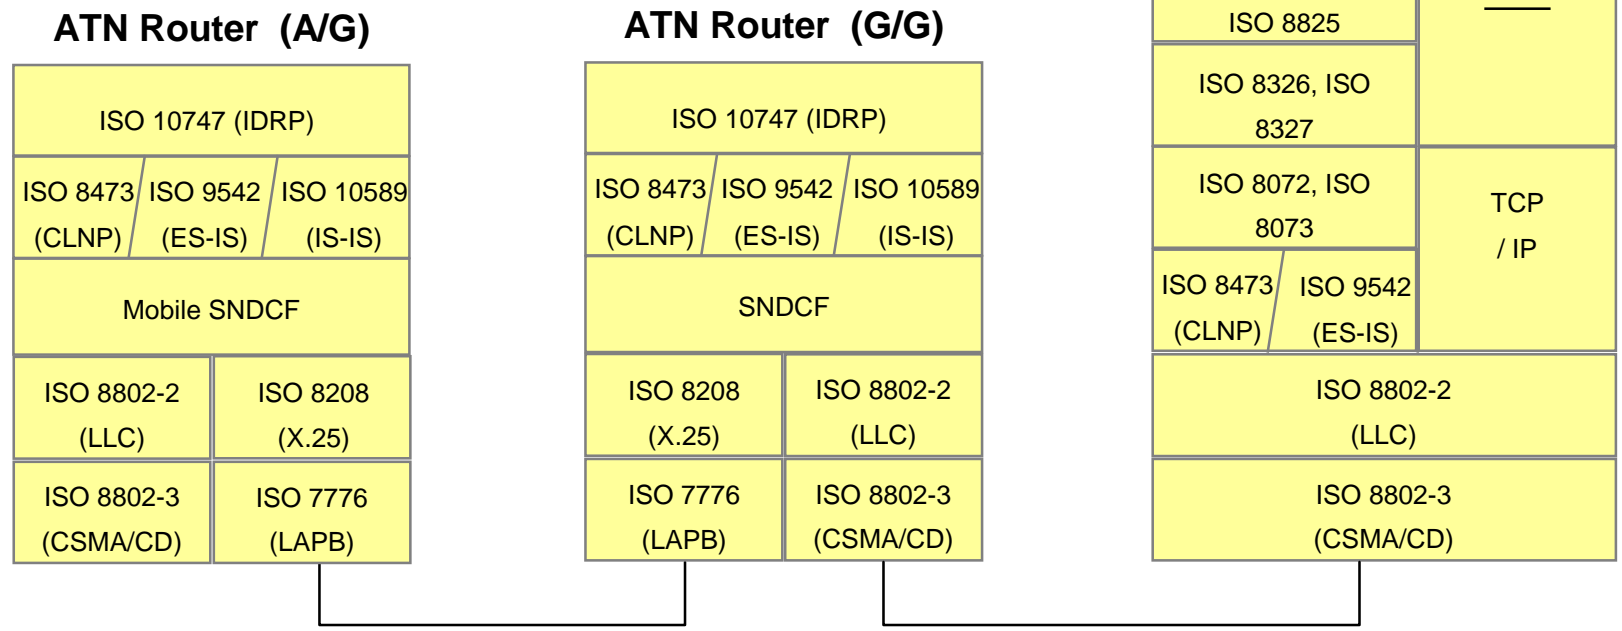 ATN Router (A/G)
ISO 10747 (IDRP)
ISO 8473
(CLNP)
ISO 9542
(ES-IS)
ISO 10589
(IS-IS)
Mobile SNDCF
ISO 8802-2
(LLC)
ISO 8208
(X.25)
ISO 8802-3
(CSMA/CD)
ISO 7776
(LAPB)
ATN Router (G/G)
ISO 10747 (IDRP)
ISO 8473
(CLNP)
ISO 9542
(ES-IS)
ISO 10589
(IS-IS)
SNDCF
ISO 8208
(X.25)
ISO 8802-2
(LLC)
ISO 7776
(LAPB)
ISO 8802-3
(CSMA/CD)
ISO 8825
ISO 8326, ISO
8327
ISO 8072, ISO
8073
TCP
/ IP
ISO 8473
(CLNP)
ISO 9542
(ES-IS)
ISO 8802-2
(LLC)
ISO 8802-3
(CSMA/CD)